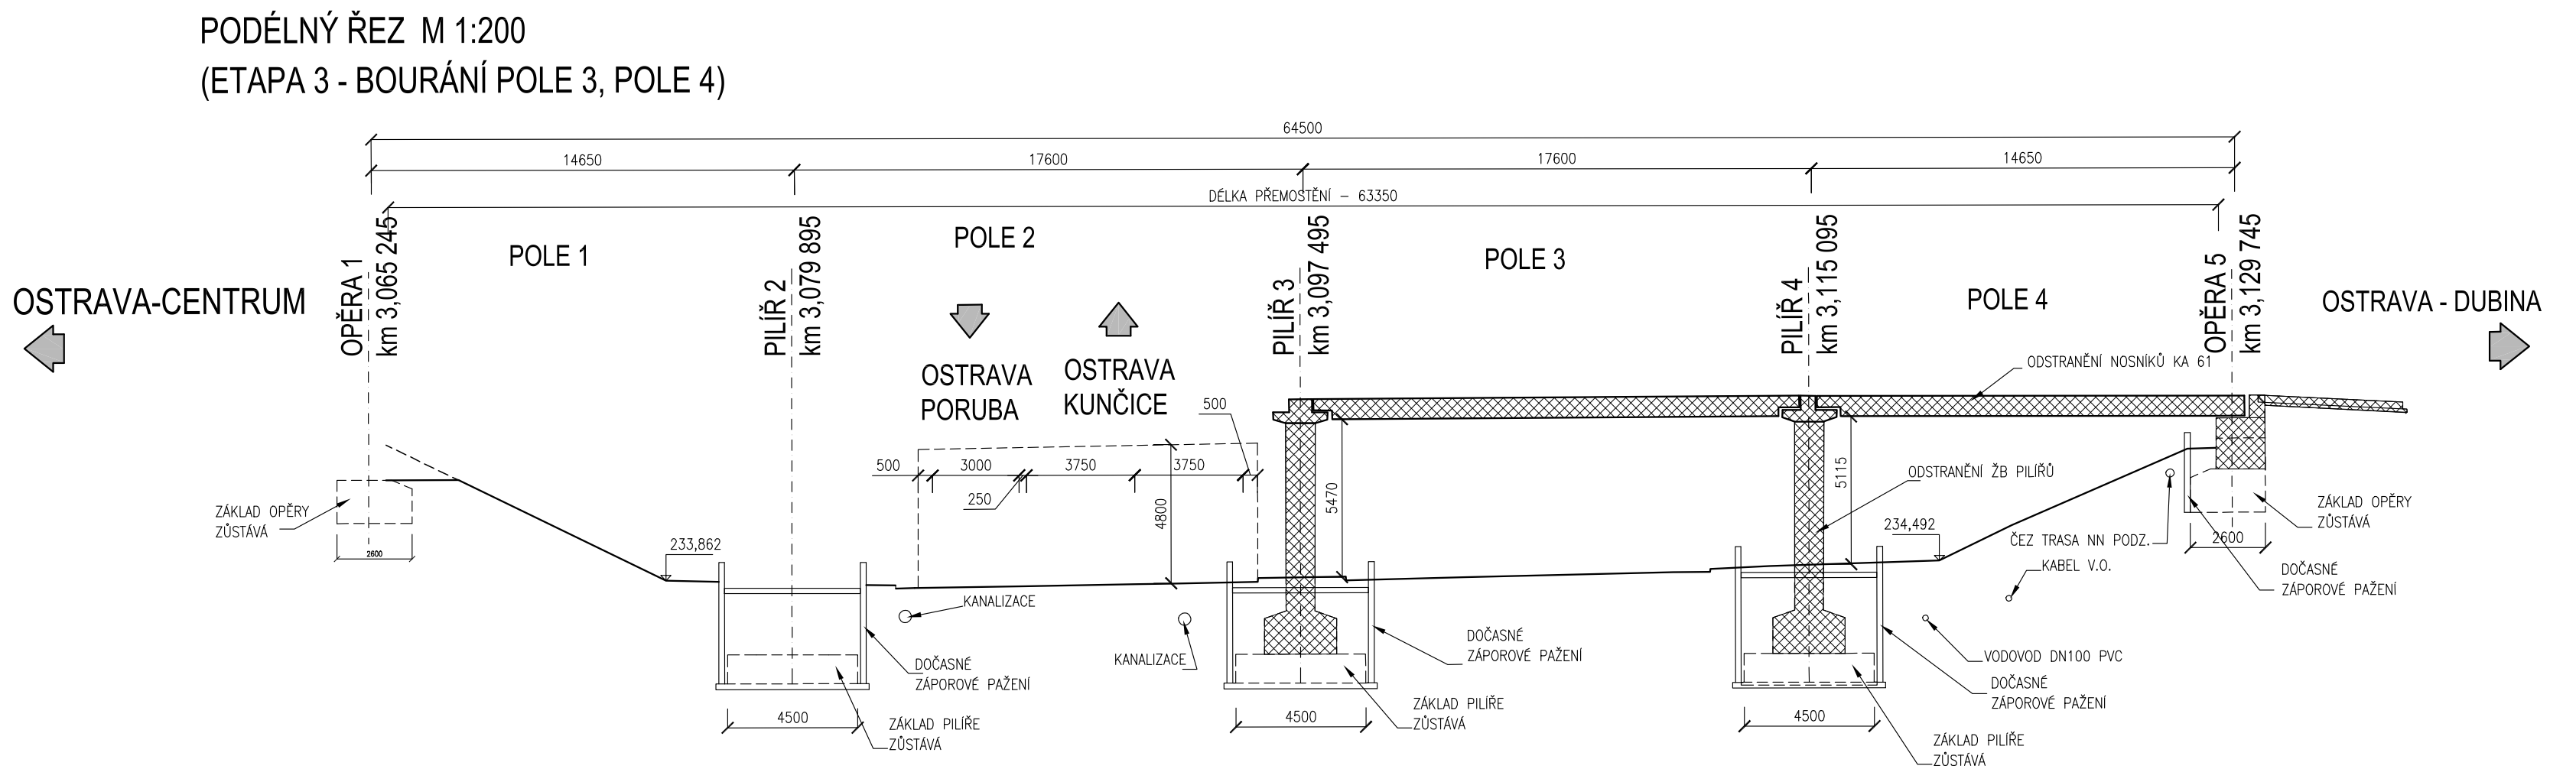 PODÉLNÝ ŘEZ M 1:200
(ETAPA 3 - BOURÁNÍ POLE 3, POLE 4)
64500
14650
17600
17600
14650
DÉLKA PŘEMOSTĚNÍ – 63350
OPĚRA 1
km 3,065 245
PILÍŘ 2
km 3,079 895
PILÍŘ 3
km 3,097 495
PILÍŘ 4
km 3,115 095
OPĚRA 5
km 3,129 745
POLE 1
POLE 2
POLE 3
POLE 4
OSTRAVA-CENTRUM
OSTRAVA - DUBINA
OSTRAVA
PORUBA
OSTRAVA
KUNČICE
ODSTRANĚNÍ NOSNÍKŮ KA 61
500
500
3000
3750
3750
250
4800
5470
5115
ODSTRANĚNÍ ŽB PILÍŘŮ
ZÁKLAD OPĚRY
ZŮSTÁVÁ
2600
233,862
234,492
ČEZ TRASA NN PODZ.
KABEL V.O.
2600
ZÁKLAD OPĚRY
ZŮSTÁVÁ
DOČASNÉ
ZÁPOROVÉ PAŽENÍ
KANALIZACE
KANALIZACE
DOČASNÉ
ZÁPOROVÉ PAŽENÍ
DOČASNÉ
ZÁPOROVÉ PAŽENÍ
VODOVOD DN100 PVC
DOČASNÉ
ZÁPOROVÉ PAŽENÍ
4500
ZÁKLAD PILÍŘE
ZŮSTÁVÁ
4500
ZÁKLAD PILÍŘE
ZŮSTÁVÁ
4500
ZÁKLAD PILÍŘE
ZŮSTÁVÁ